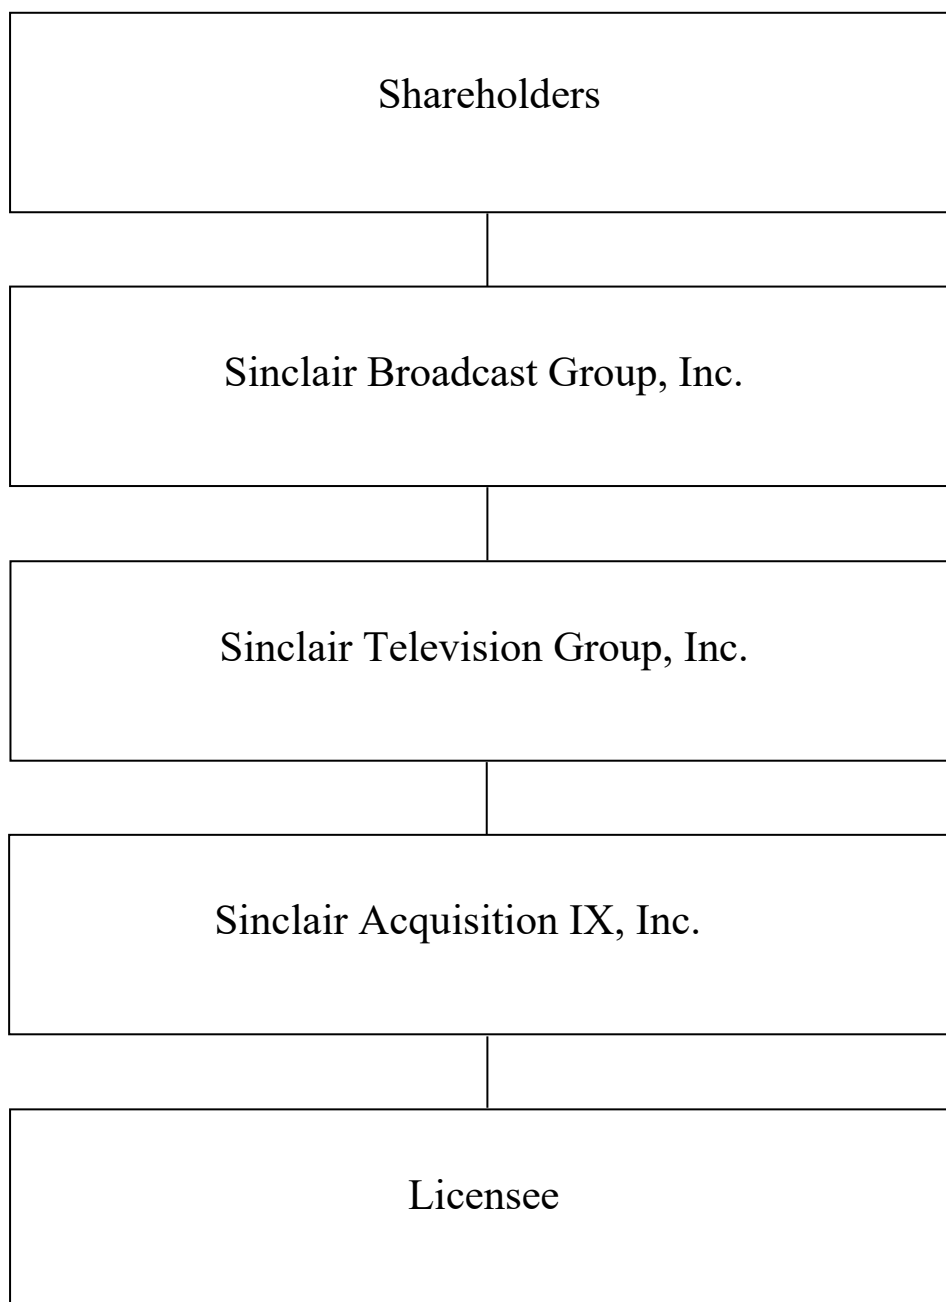 Shareholders
Sinclair Broadcast Group, Inc.
Sinclair Television Group, Inc.
Sinclair Acquisition IX, Inc.
Licensee